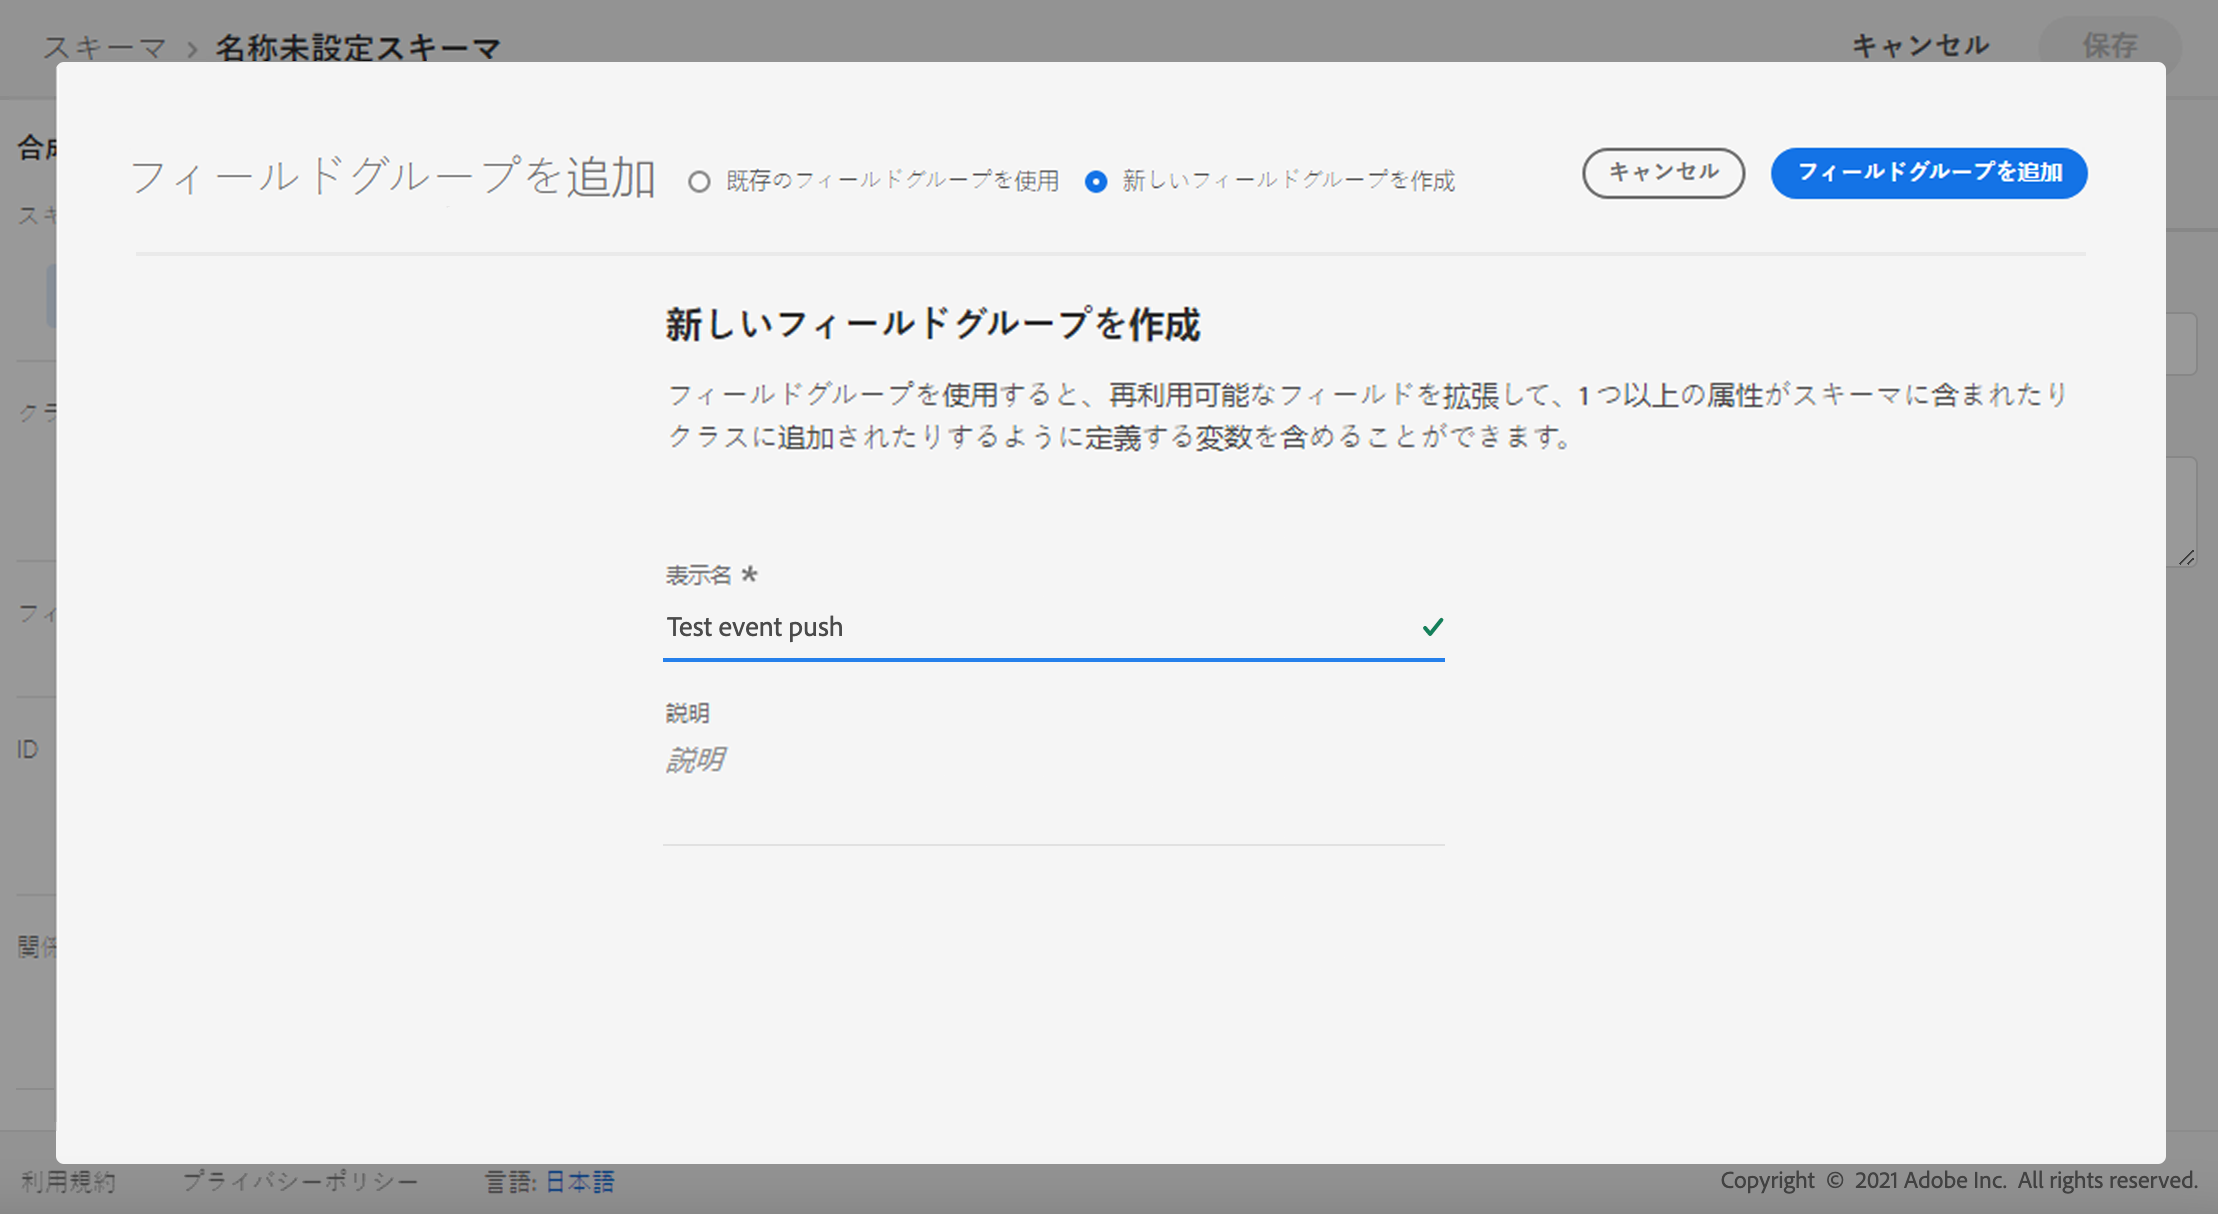 スキーマ > 名称未設定スキーマ
キャンセル
保存
フィールドグループを追加
既存のフィールドグループを使用
新しいフィールドグループを作成
キャンセル
フィールドグループを追加
新しいフィールドグループを作成
フィールドグループを使用すると、再利用可能なフィールドを拡張して、1 つ以上の属性がスキーマに含まれたり
クラスに追加されたりするように定義する変数を含めることができます。
表示名 *
Test event push
説明
説明
合成
スキ
クラ
フィ
ID
関係
利用規約
プライバシーポリシー
言語: 日本語
Copyright © 2021 Adobe Inc. All rights reserved.